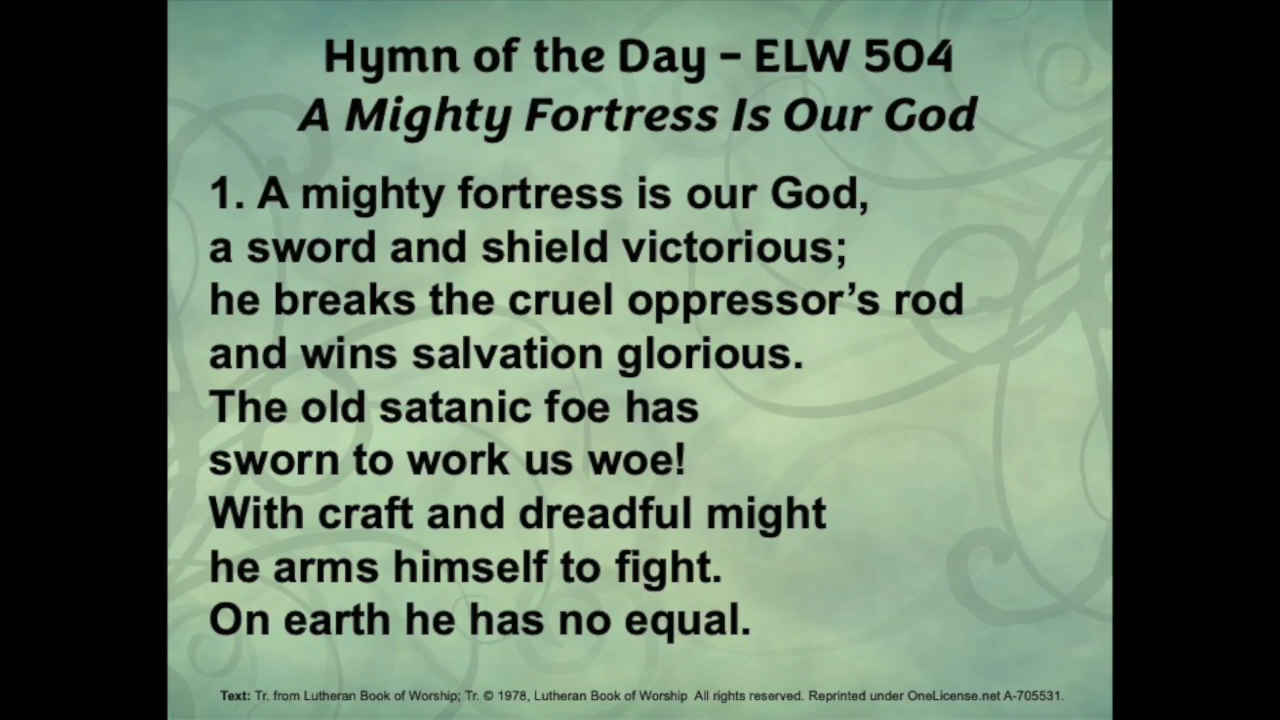 Hymn of the Day – ELW 504
A Mighty Fortress Is Our God
1. A mighty fortress is our God,
a sword and shield victorious;
he breaks the cruel oppressor’s rod
and wins salvation glorious.
The old satanic foe has
sworn to work us woe!
With craft and dreadful might
he arms himself to fight.
On earth he has no equal.
Text: Tr. from Lutheran Book of Worship; Tr. © 1978, Lutheran Book of Worship All rights reserved. Reprinted under OneLicense.net A-705531.